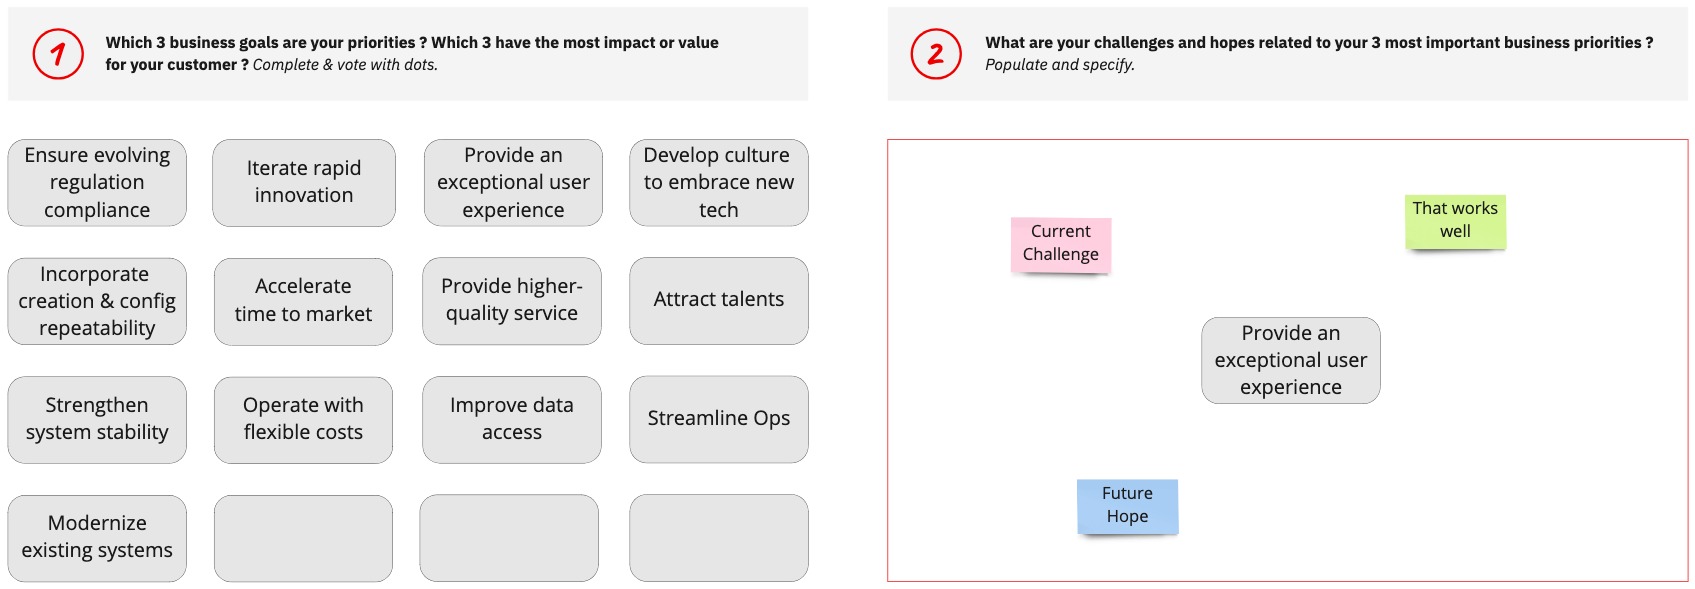 1
Which 3 business goals are your priorities ? Which 3 have the most impact or value
for your customer ? Complete & vote with dots.
Ensure evolving
regulation
compliance
Iterate rapid
innovation
Provide an
exceptional user
experience
Develop culture
to embrace new
tech
Incorporate
creation & config
repeatability
Accelerate
time to market
Provide higher-
quality service
Attract talents
Strengthen
system stability
Operate with
flexible costs
Improve data
access
Streamline Ops
Modernize
existing systems
2
What are your challenges and hopes related to your 3 most important business priorities ?
Populate and specify.
Current
Challenge
That works
well
Provide an
exceptional user
experience
Future
Hope